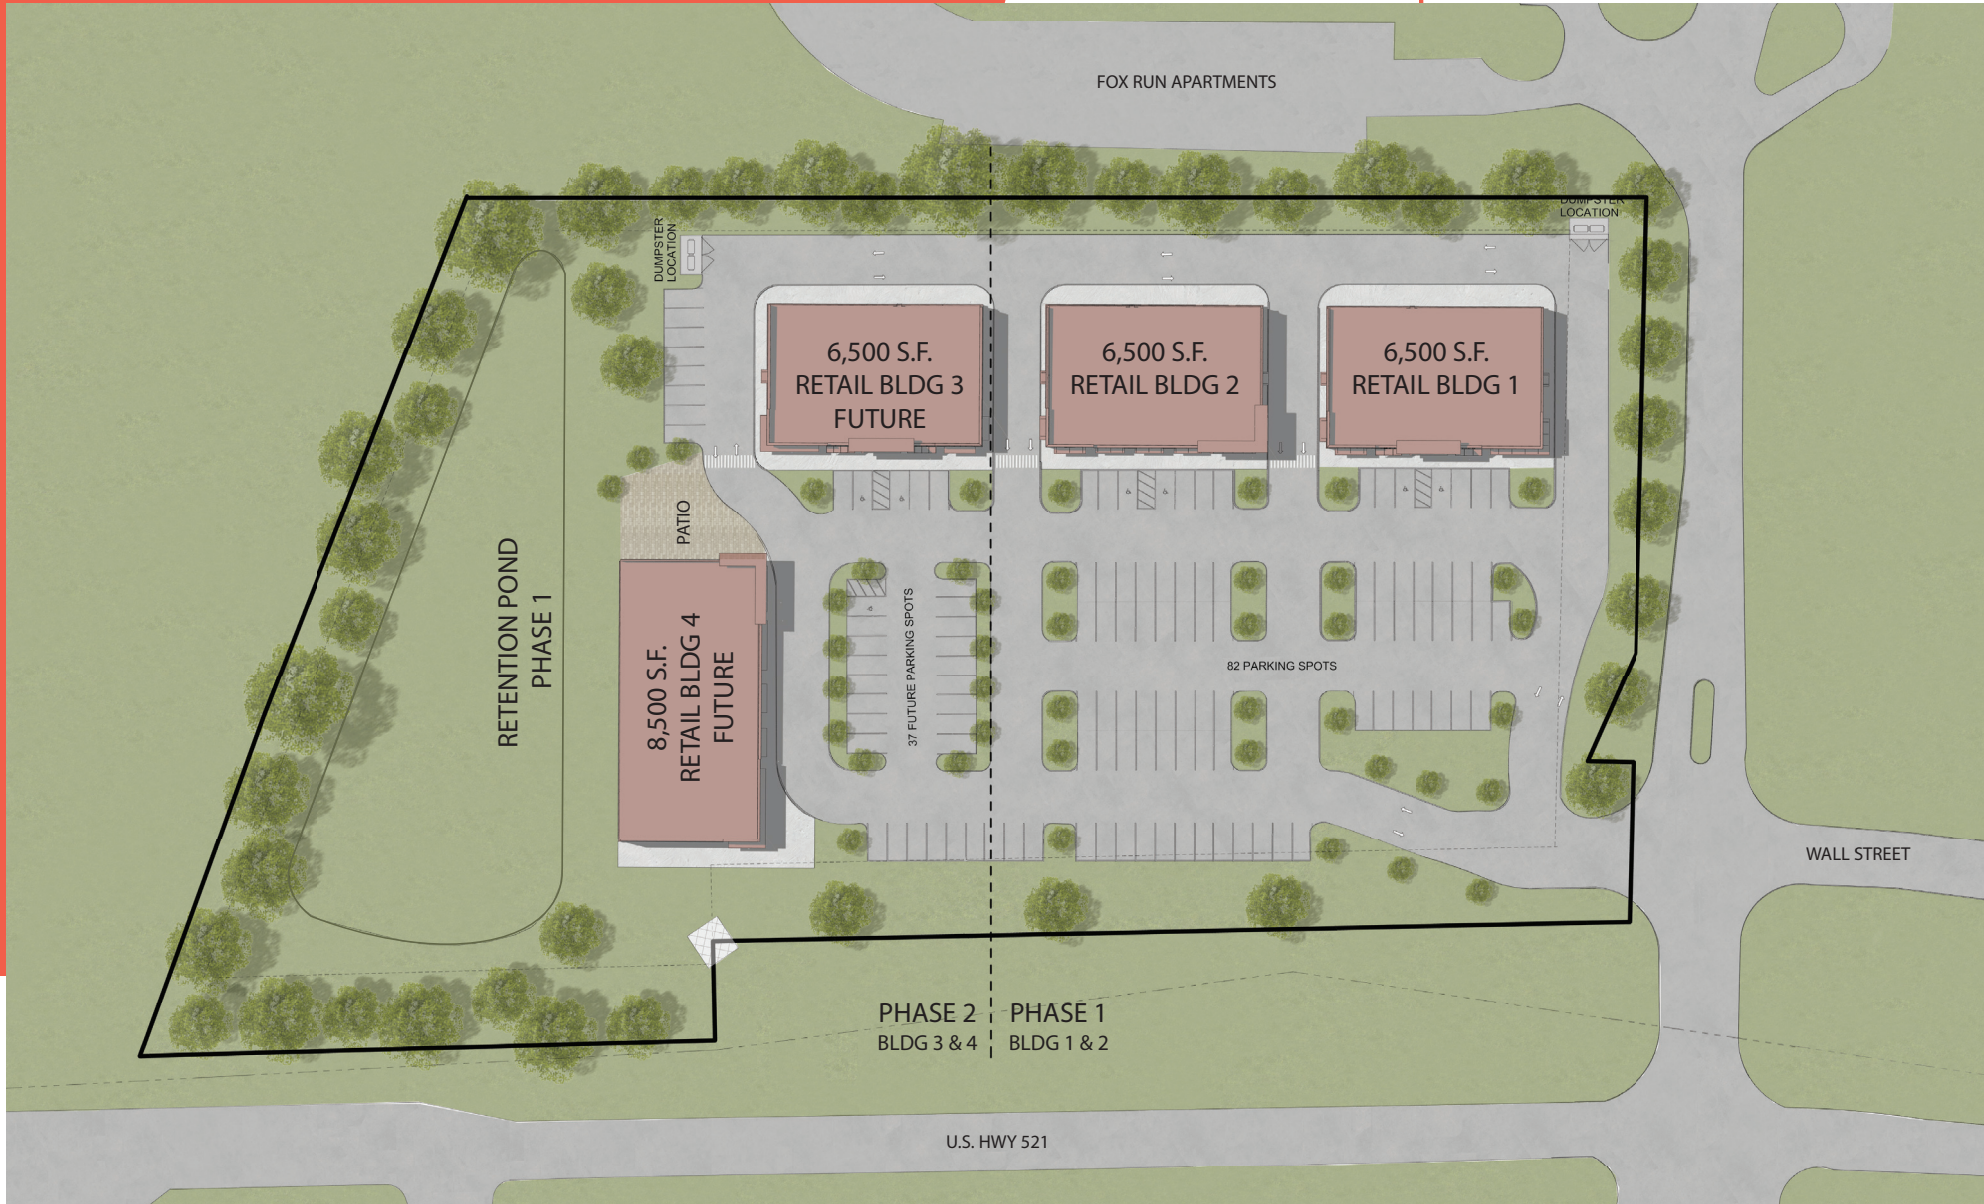 FOX RUN APARTMENTS
DUMPSTER
LOCATION
DUMPSTER
LOCATION
6,500 S.F.
RETAIL BLDG 3
FUTURE
6,500 S.F.
RETAIL BLDG 2
6,500 S.F.
RETAIL BLDG 1
PATIO
RETENTION POND
PHASE 1
8,500 S.F.
RETAIL BLDG 4
FUTURE
37 FUTURE PARKING SPOTS
82 PARKING SPOTS
WALL STREET
PHASE 2
BLDG 3 & 4
PHASE 1
BLDG 1 & 2
U.S. HWY 521